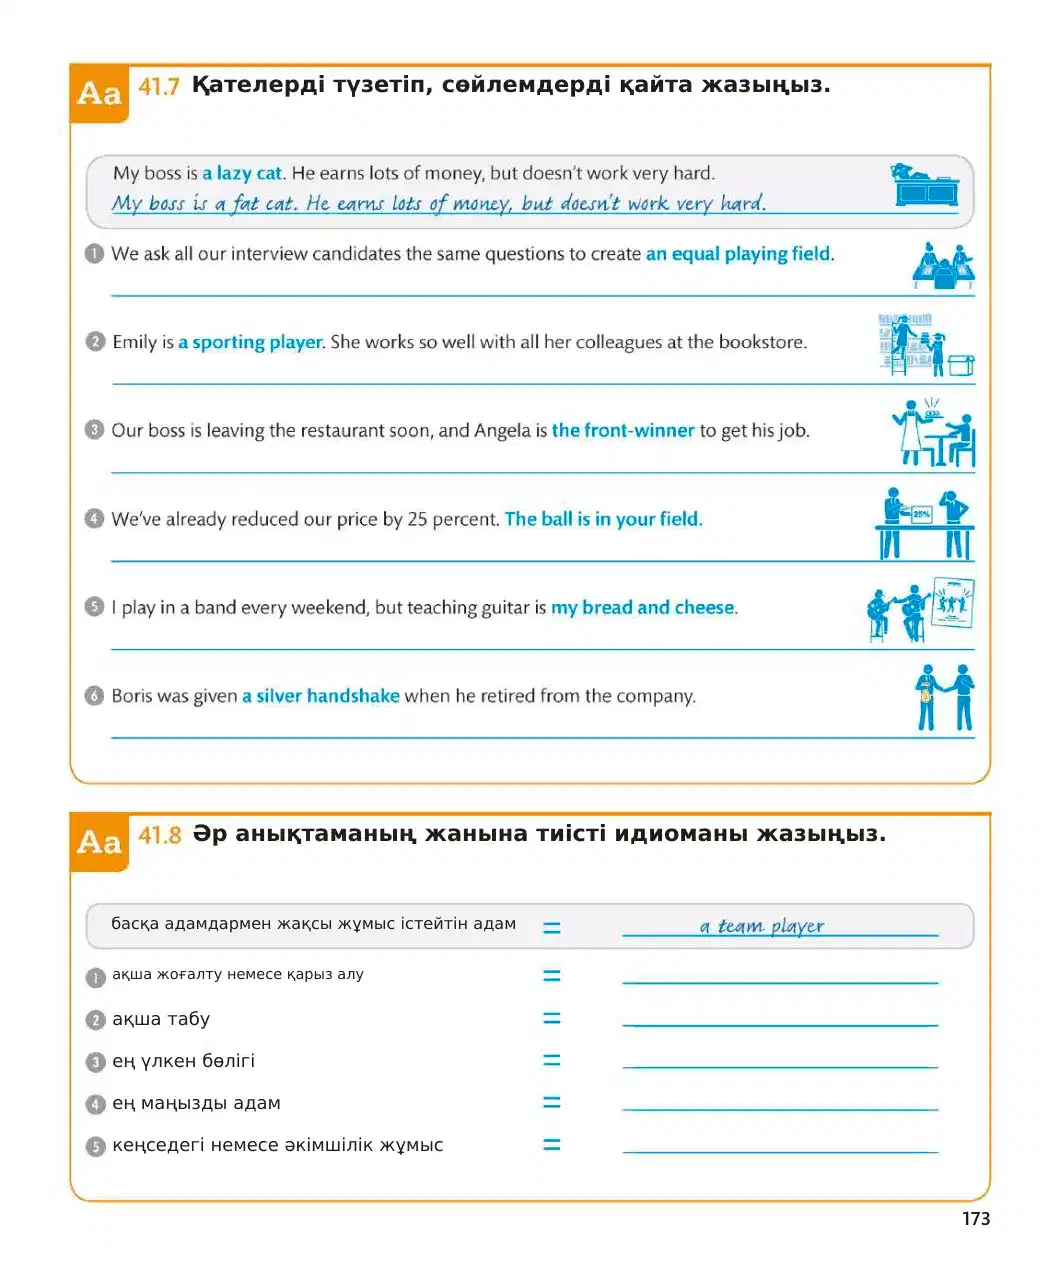 Aa 41.7 Қателерді түзетіп, сөйлемдерді қайта жазыңыз.
My boss is a lazy cat. He earns lots of money, but doesn't work very hard.
My boss is a fat cat. He earns lots of money, but doesn't work very hard.
1 We ask all our interview candidates the same questions to create an equal playing field.
2 Emily is a sporting player. She works so well with all her colleagues at the bookstore.
3 Our boss is leaving the restaurant soon, and Angela is the front-winner to get his job.
4 We've already reduced our price by 25 percent. The ball is in your field.
25%
5 I play in a band every weekend, but teaching guitar is my bread and cheese.
6 Boris was given a silver handshake when he retired from the company.
Aa 41.8 Әр анықтаманың жанына тиісті идиоманы жазыңыз.
басқа адамдармен жақсы жұмыс істейтін адам = a team player
1 ақша жоғалту немесе қарыз алу =
2 ақша табу =
3 ең үлкен бөлігі =
4 ең маңызды адам =
5 кеңседегі немесе әкімшілік жұмыс =
173